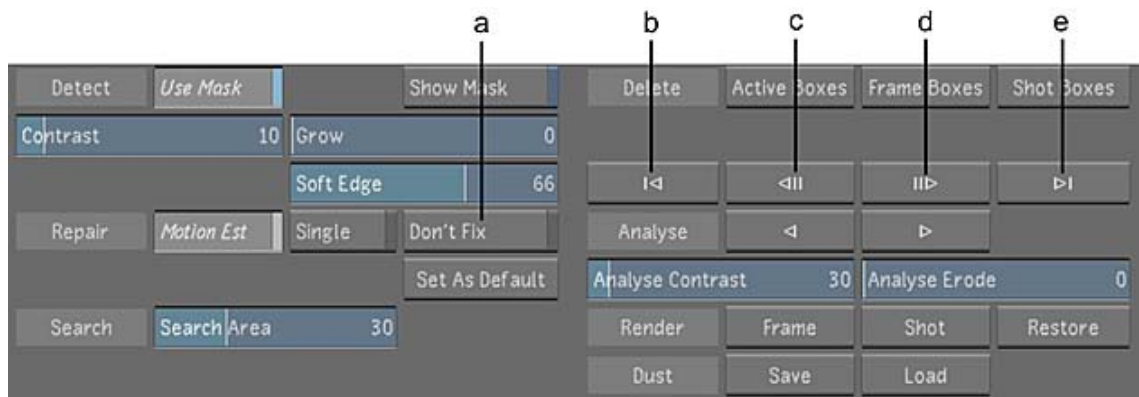 a b c d e
Detect Use Mask Show Mask Delete Active Boxes Frame Boxes Shot Boxes
Contrast 10 Grow 0
Soft Edge 66
Repair Motion Est Single Don't Fix Analyse
Set As Default Analyse Contrast 30 Analyse Erode 0
Search Search Area 30 Render Frame Shot Restore
Dust Save Load